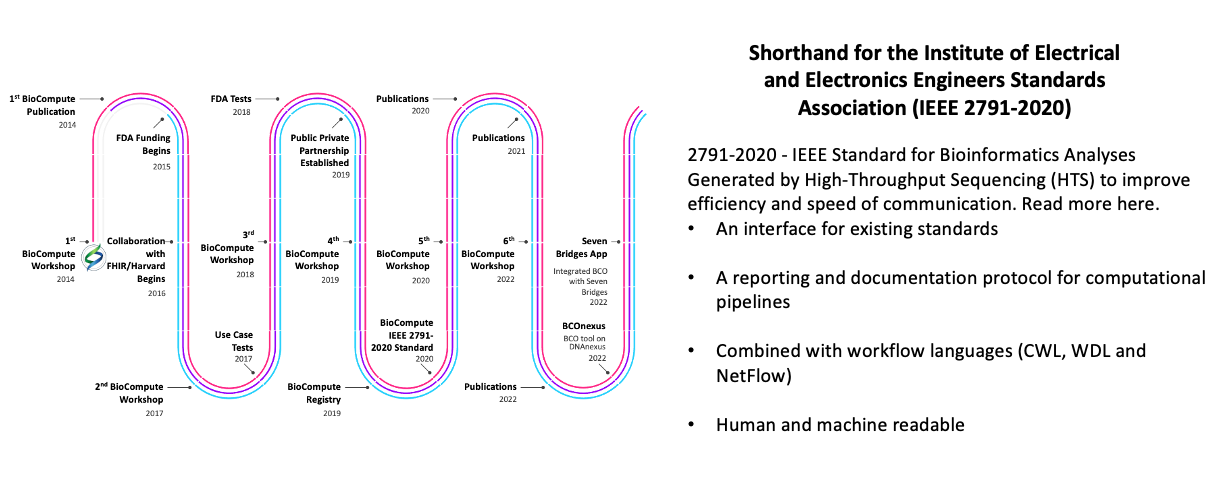 1st BioCompute
Publication
2014
FDA Funding
Begins
2015
1st
BioCompute
Workshop
2014
Collaboration
with
FHIR/Harvard
Begins
2016
2nd BioCompute
Workshop
2017
Use Case
Tests
2017
3rd
BioCompute
Workshop
2018
FDA Tests
2018
Public Private
Partnership
Established
2019
4th
BioCompute
Workshop
2019
BioCompute
Registry
2019
BioCompute
IEEE 2791-
2020 Standard
2020
5th
BioCompute
Workshop
2020
Publications
2020
Publications
2021
6th
BioCompute
Workshop
2022
Publications
2022
BCOnexus
BCO tool on
DNAnexus
2022
Seven
Bridges App
Integrated BCO
with Seven
Bridges
2022
Shorthand for the Institute of Electrical
and Electronics Engineers Standards
Association (IEEE 2791-2020)
2791-2020 - IEEE Standard for Bioinformatics Analyses
Generated by High-Throughput Sequencing (HTS) to improve
efficiency and speed of communication. Read more here.
• An interface for existing standards
• A reporting and documentation protocol for computational
pipelines
• Combined with workflow languages (CWL, WDL and
NetFlow)
• Human and machine readable